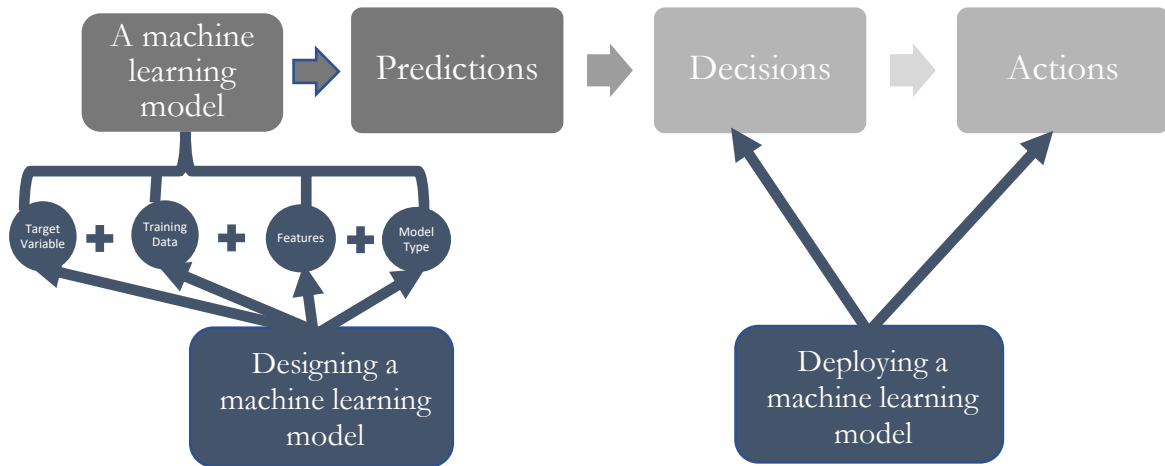 A machine
learning
model
Predictions
Decisions
Actions
Target
Variable
Training
Data
Features
Model
Type
Designing a
machine learning
model
Deploying a
machine learning
model